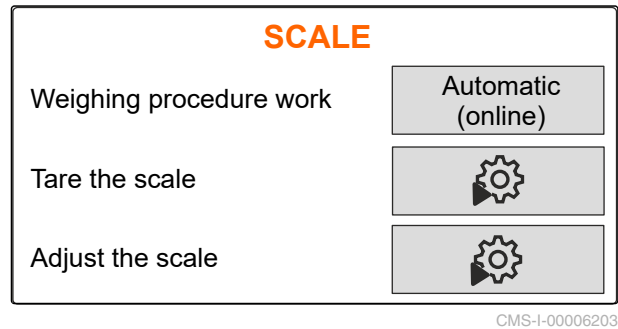 SCALE
Weighing procedure work
Automatic
(online)
Tare the scale
Adjust the scale
CMS-I-00006203